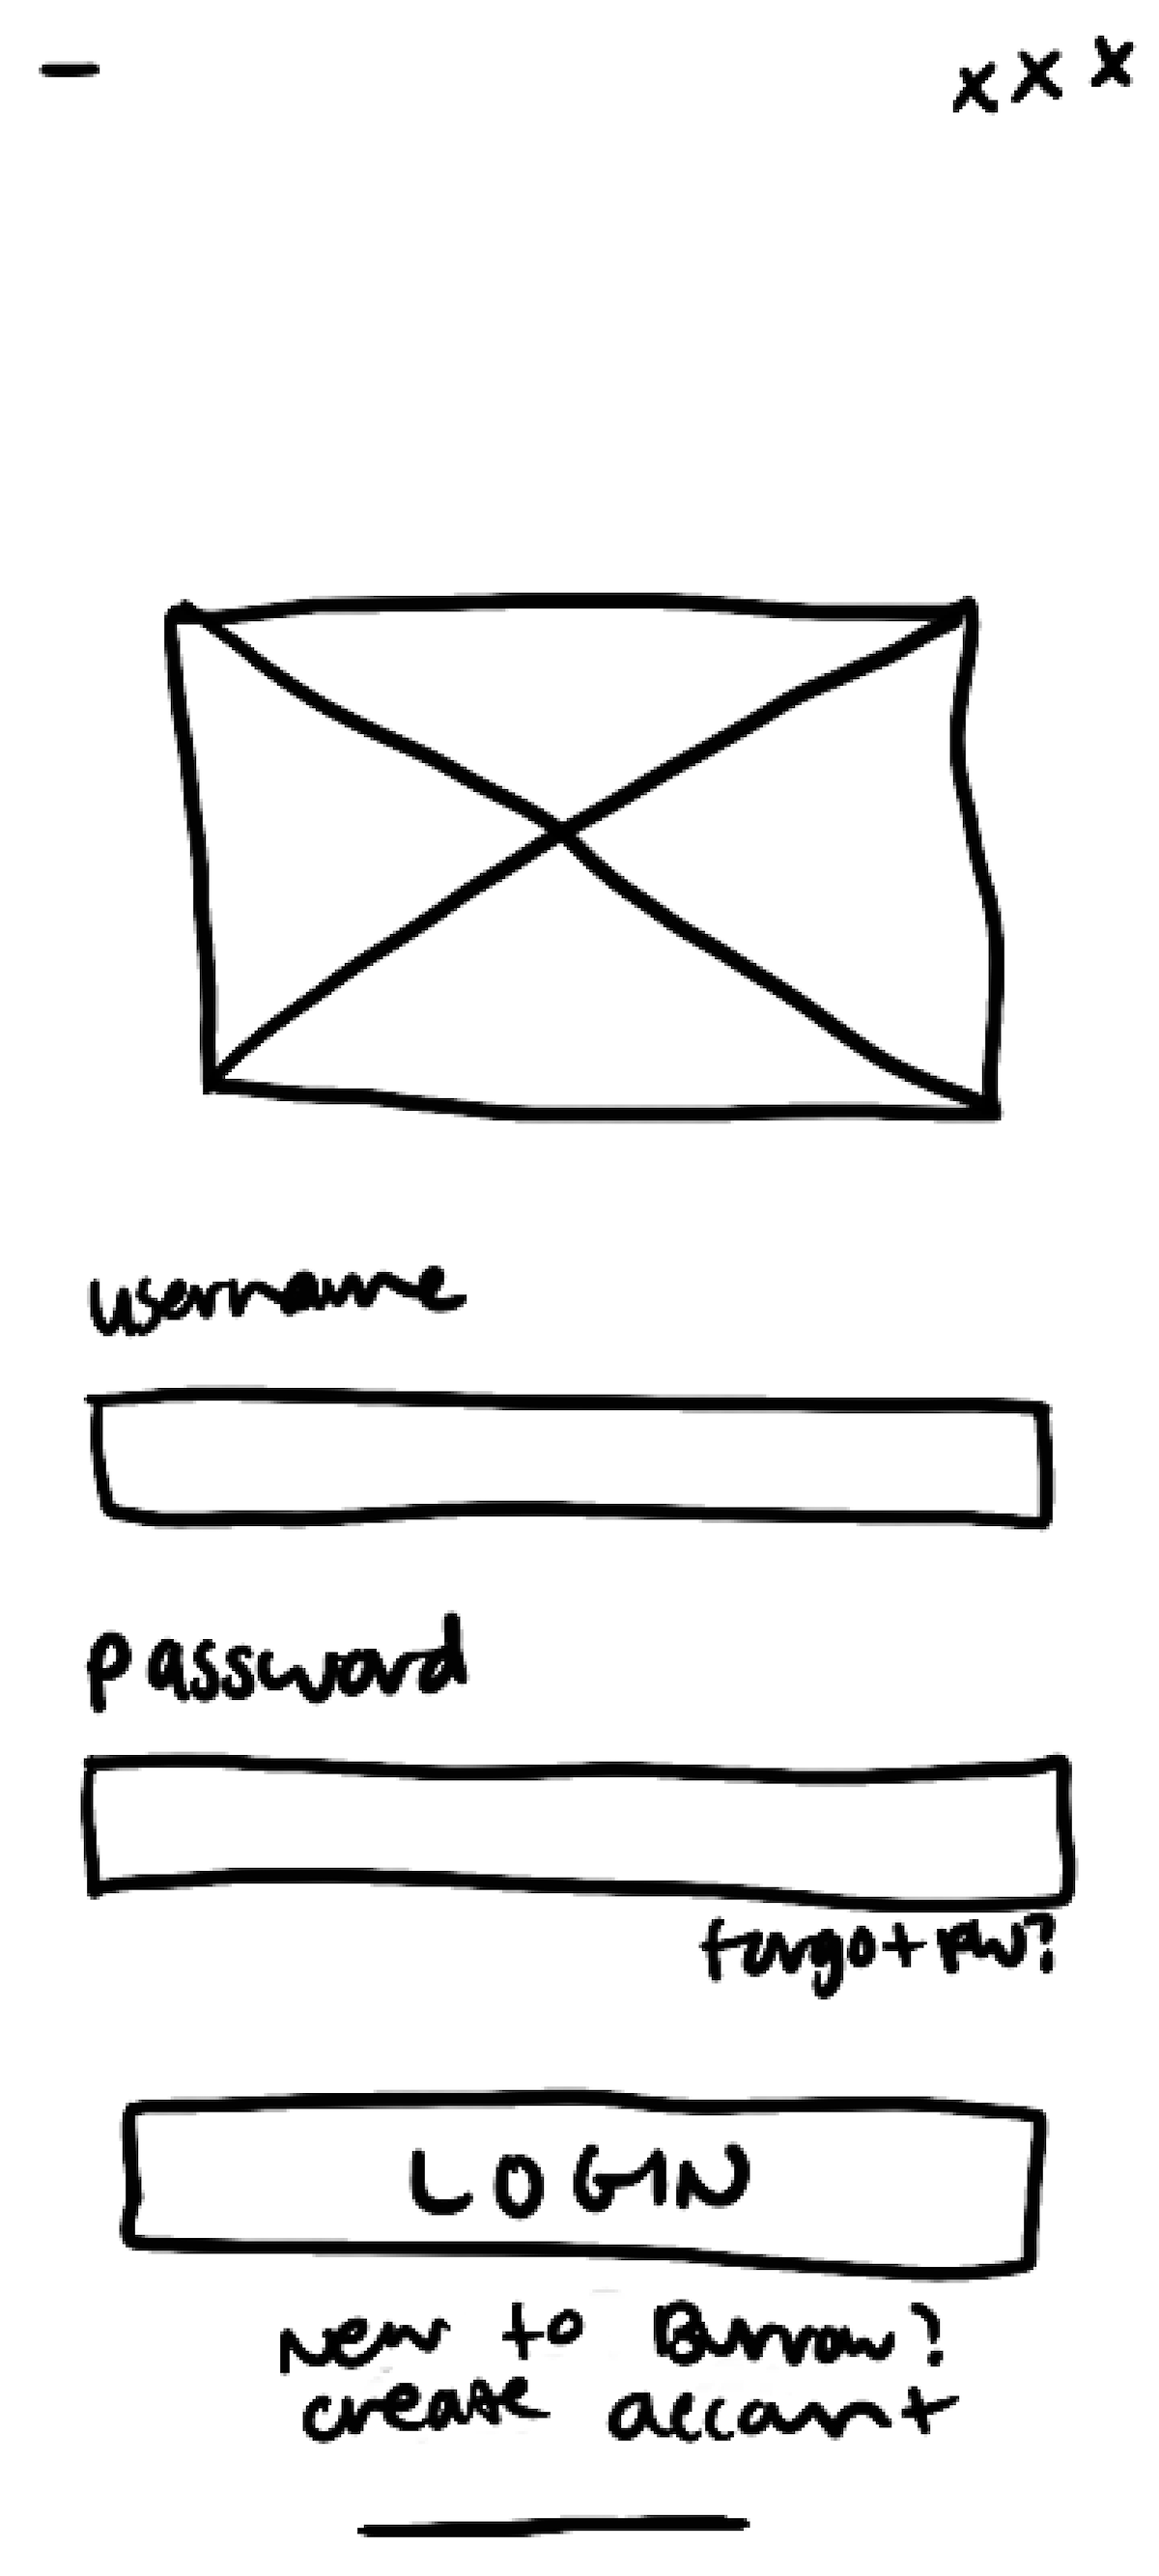 — x x x
username
password
forgot pw?
LOGIN
New to Burrow?
create account